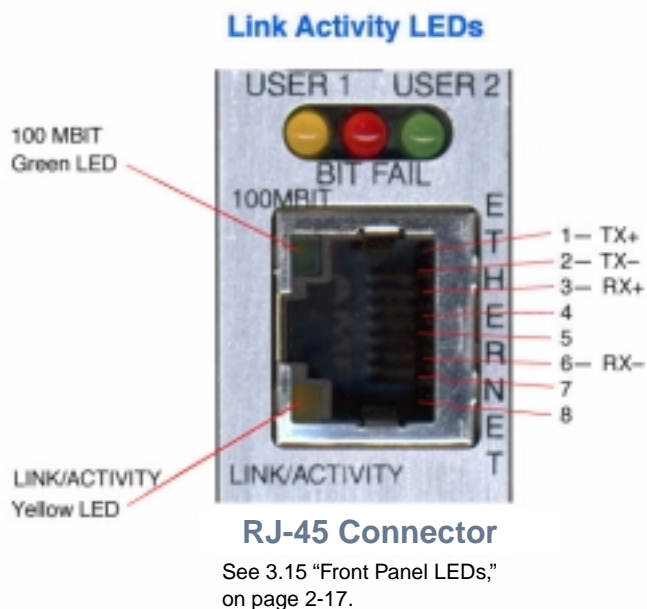 Link Activity LEDs
USER 1 USER 2
100 MBIT
Green LED
BIT FAIL
100MBIT
ETHERNET
1– TX+
2– TX–
3– RX+
4
5
6– RX–
7
8
LINK/ACTIVITY
Yellow LED
LINK/ACTIVITY
RJ-45 Connector
See 3.15 “Front Panel LEDs,”
on page 2-17.